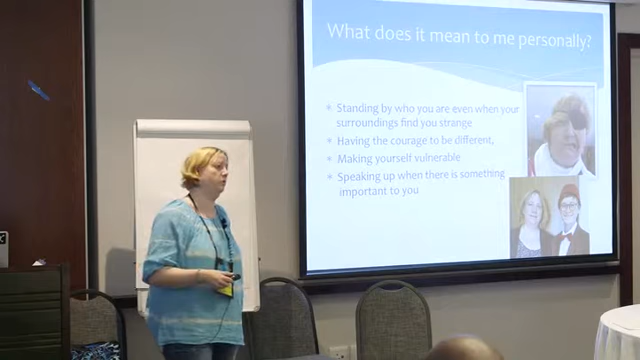 What does it mean to me personally?
Standing by who you are even when your
surroundings find you strange
Having the courage to be different,
Making yourself vulnerable
Speaking up when there is something
important to you